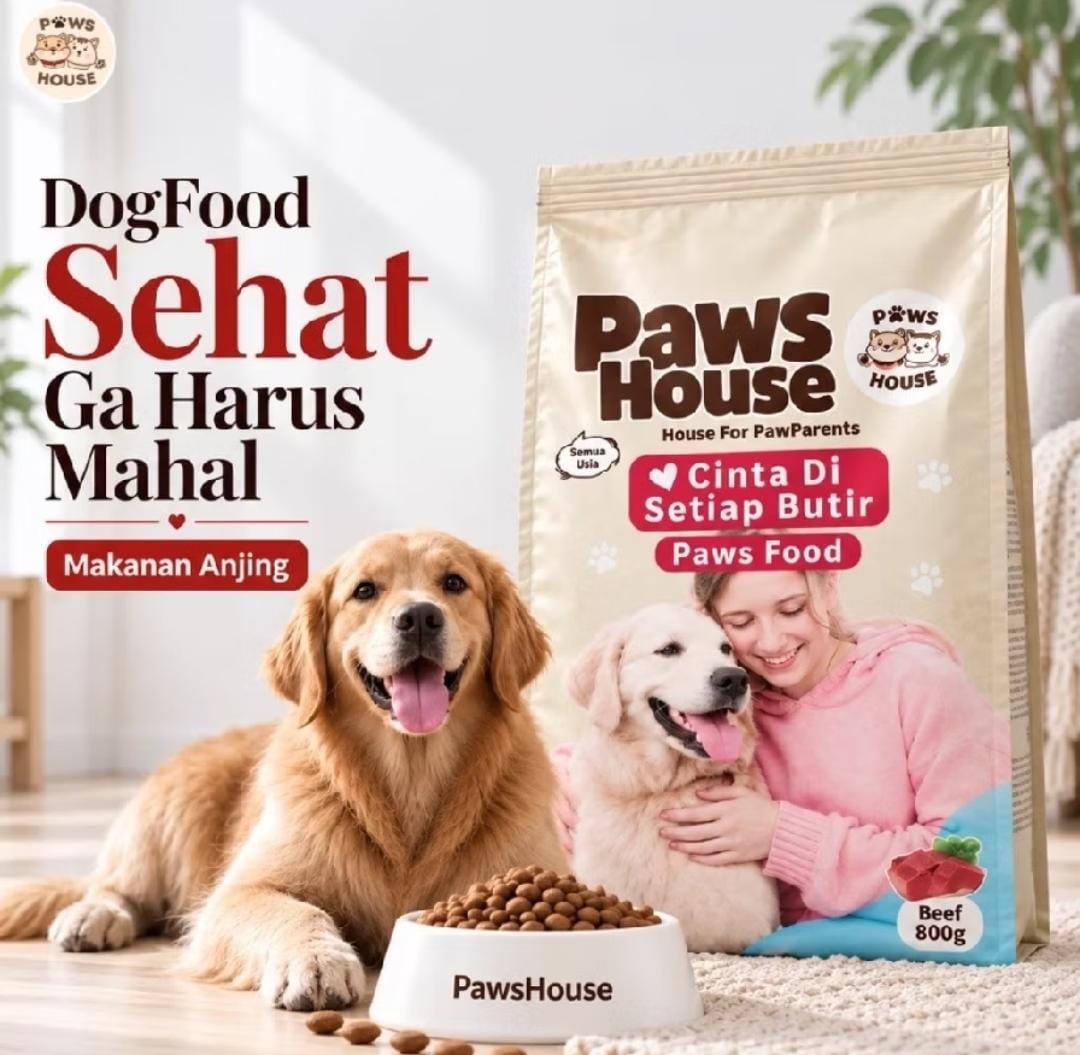 PAWS
HOUSE
DogFood
Sehat
Ga Harus
Mahal
Makanan Anjing
Paws
House
PAWS
HOUSE
House For PawParents
Semua
Usia
Cinta Di
Setiap Butir
Paws Food
Beef
800g
PawsHouse